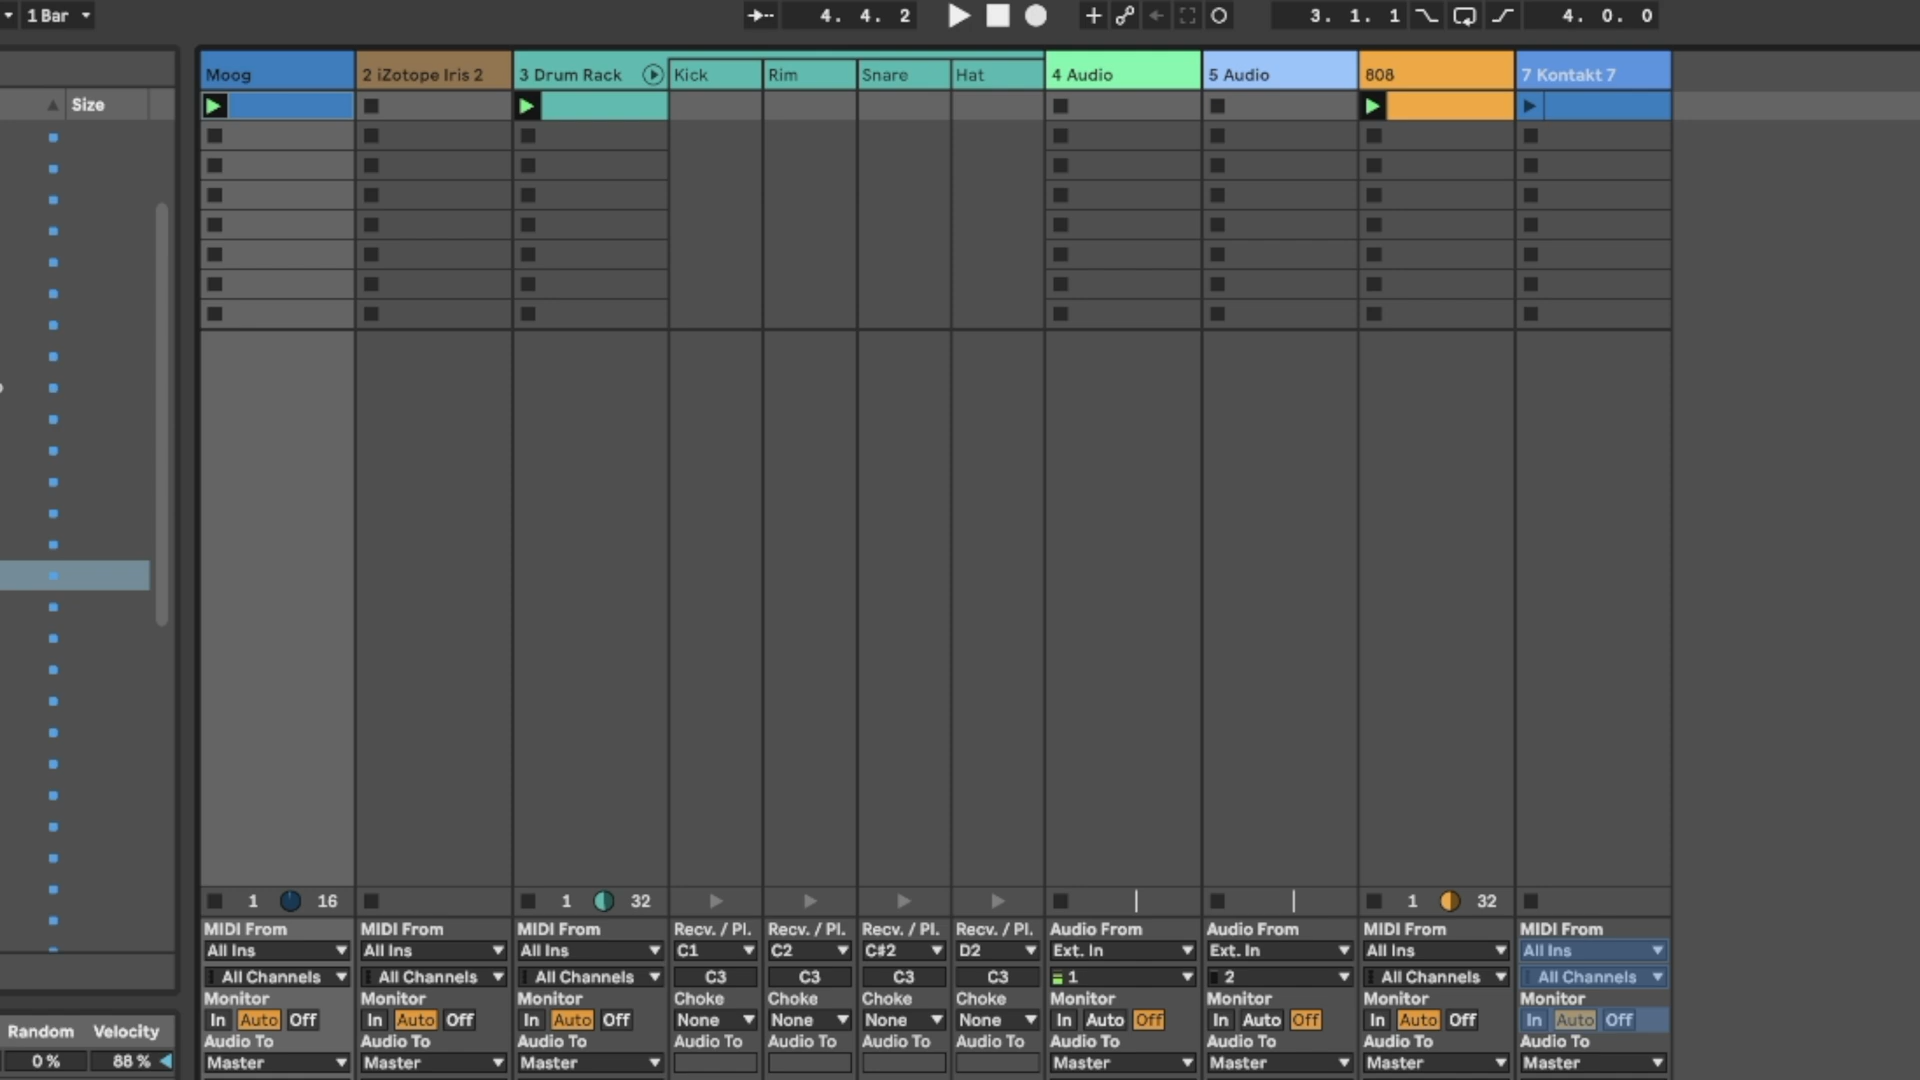 1 Bar
4. 4. 2
3. 1. 1
4. 0. 0
Moog
2 iZotope Iris 2
3 Drum Rack
Kick
Rim
Snare
Hat
4 Audio
5 Audio
808
7 Kontakt 7
Size
1 16
1 32
1 32
MIDI From MIDI From MIDI From Recv. / Pl. Recv. / Pl. Recv. / Pl. Recv. / Pl. Audio From Audio From MIDI From MIDI From
All Ins All Ins All Ins C1 C2 C#2 D2 Ext. In Ext. In All Ins All Ins
All Channels All Channels All Channels C3 C3 C3 C3 1 2 All Channels All Channels
Monitor Monitor Monitor Choke Choke Choke Choke Monitor Monitor Monitor Monitor
In Auto Off In Auto Off In Auto Off None None None None In Auto Off In Auto Off In Auto Off In Auto Off
Audio To Audio To Audio To Audio To Audio To Audio To Audio To Audio To Audio To Audio To Audio To
Master Master Master Master Master Master Master
Random Velocity
0 % 88 %